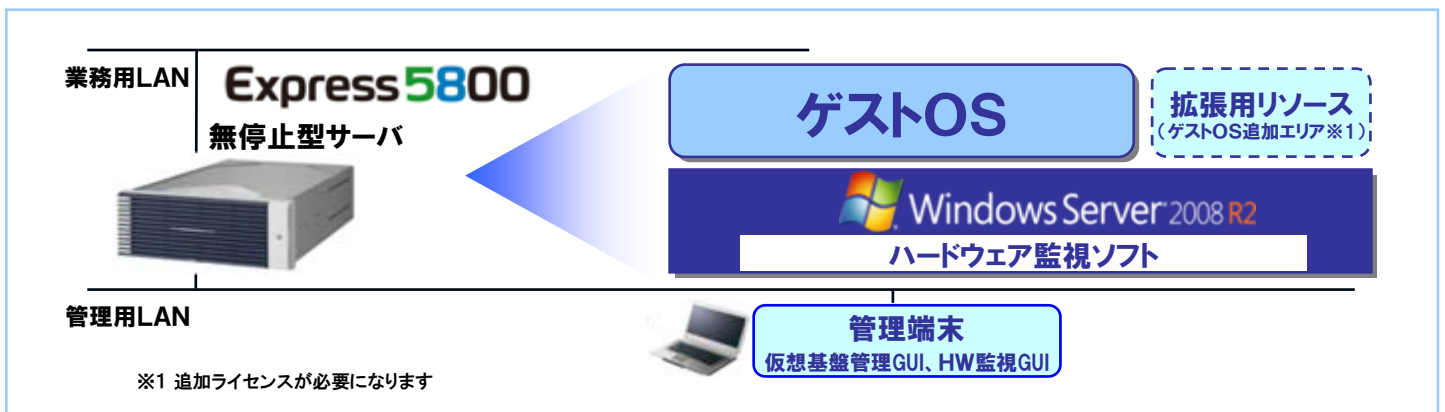 業務用LAN
Express5800
無停止型サーバ
ゲストOS
拡張用リソース
（ゲストOS追加エリア※1）
Windows Server 2008 R2
ハードウェア監視ソフト
管理用LAN
管理端末
仮想基盤管理GUI、HW監視GUI
※1 追加ライセンスが必要になります